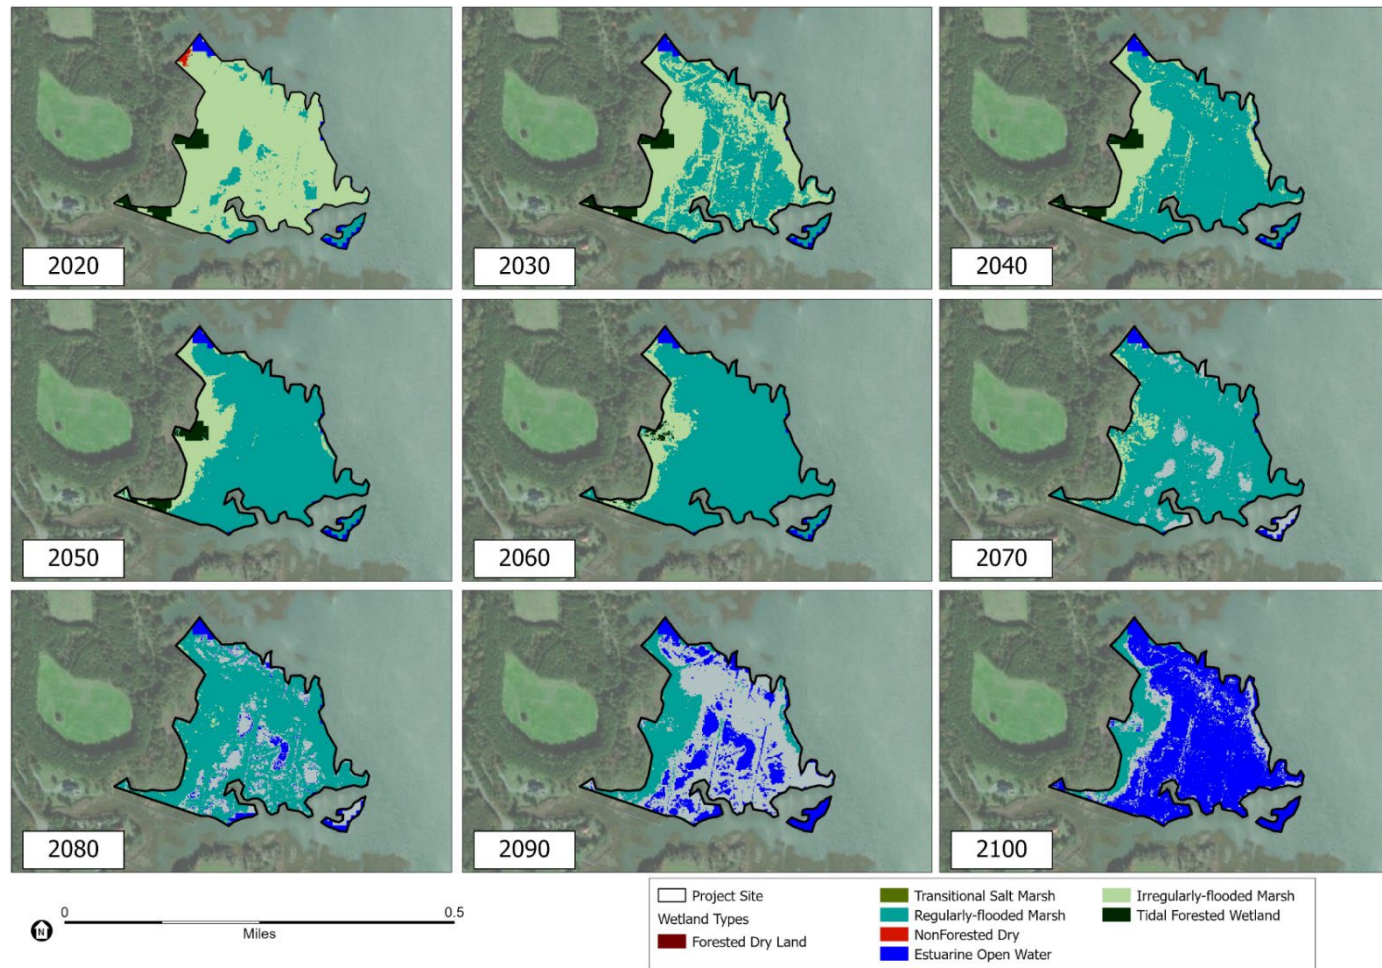 2020
2030
2040
2050
2060
2070
2080
2090
2100
0
0.5
Miles
N
Project Site
Wetland Types
Forested Dry Land
Transitional Salt Marsh
Regularly-flooded Marsh
NonForested Dry
Estuarine Open Water
Irregularly-flooded Marsh
Tidal Forested Wetland